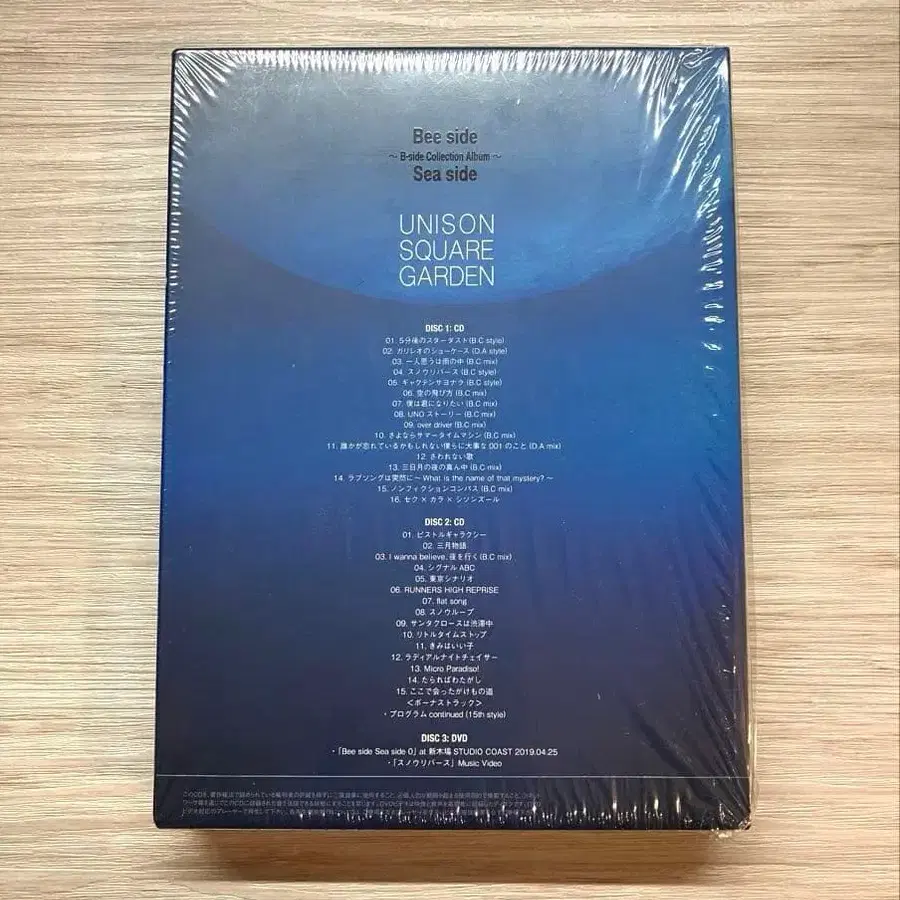 Bee side
～ B-side Collection Album ～
Sea side
UNISON
SQUARE
GARDEN
DISC 1: CD
01. 5分後のスターダスト(B.C style)
02. ガリレオのショーケース (D.A style)
03. 一人思うは雨の中 (B.C mix)
04. スノウリバース (B.C style)
05. ギャクテンサヨナラ (B.C style)
06. 空の飛び方 (B.C mix)
07. 僕は君になりたい (B.C mix)
08. UNO ストーリー (B.C mix)
09. over driver (B.C mix)
10. さよならサマータイムマシン (B.C mix)
11. 誰かが忘れているかもしれない僕らに大事な 001 のこと (D.A mix)
12. さわれない歌
13. 三日月の夜の真ん中 (B.C mix)
14. ラブソングは突然に ～ What is the name of that mystery? ～
15. ノンフィクションコンパス (B.C mix)
16. セク × カラ × シソンズール
DISC 2: CD
01. ピストルギャラクシー
02. 三月物語
03. I wanna believe、夜を行く (B.C mix)
04. シグナル ABC
05. 東京シナリオ
06. RUNNERS HIGH REPRISE
07. flat song
08. スノウループ
09. サンタクロースは渋滞中
10. リトルタイムストップ
11. きみはいい子
12. ラディアルナイトチェイサー
13. Micro Paradiso!
14. たらればわたがし
15. ここで会ったがけもの道
＜ボーナストラック＞
・プログラム continued (15th style)
DISC 3: DVD
・「Bee side Sea side 0」 at 新木場 STUDIO COAST 2019.04.25
・「スノウリバース」 Music Video